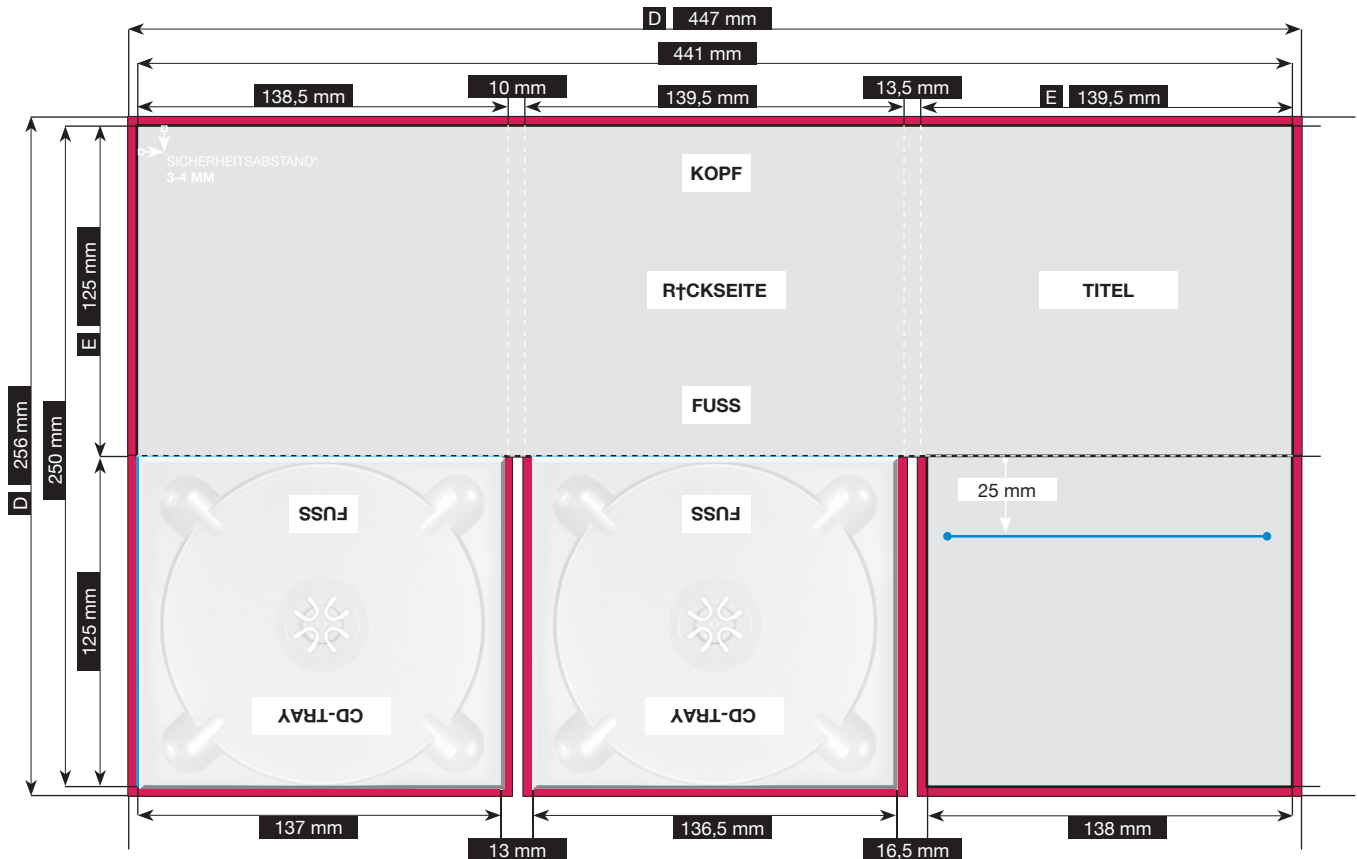 D 447 mm
441 mm
138,5 mm
10 mm
139,5 mm
13,5 mm
E 139,5 mm
SICHERHEITSABSTAND*
3-4 MM
KOPF
125 mm
E
R†CKSEITE
TITEL
FUSS
D 256 mm
250 mm
125 mm
FUSS
FUSS
25 mm
CD-TRAY
CD-TRAY
137 mm
13 mm
136,5 mm
16,5 mm
138 mm